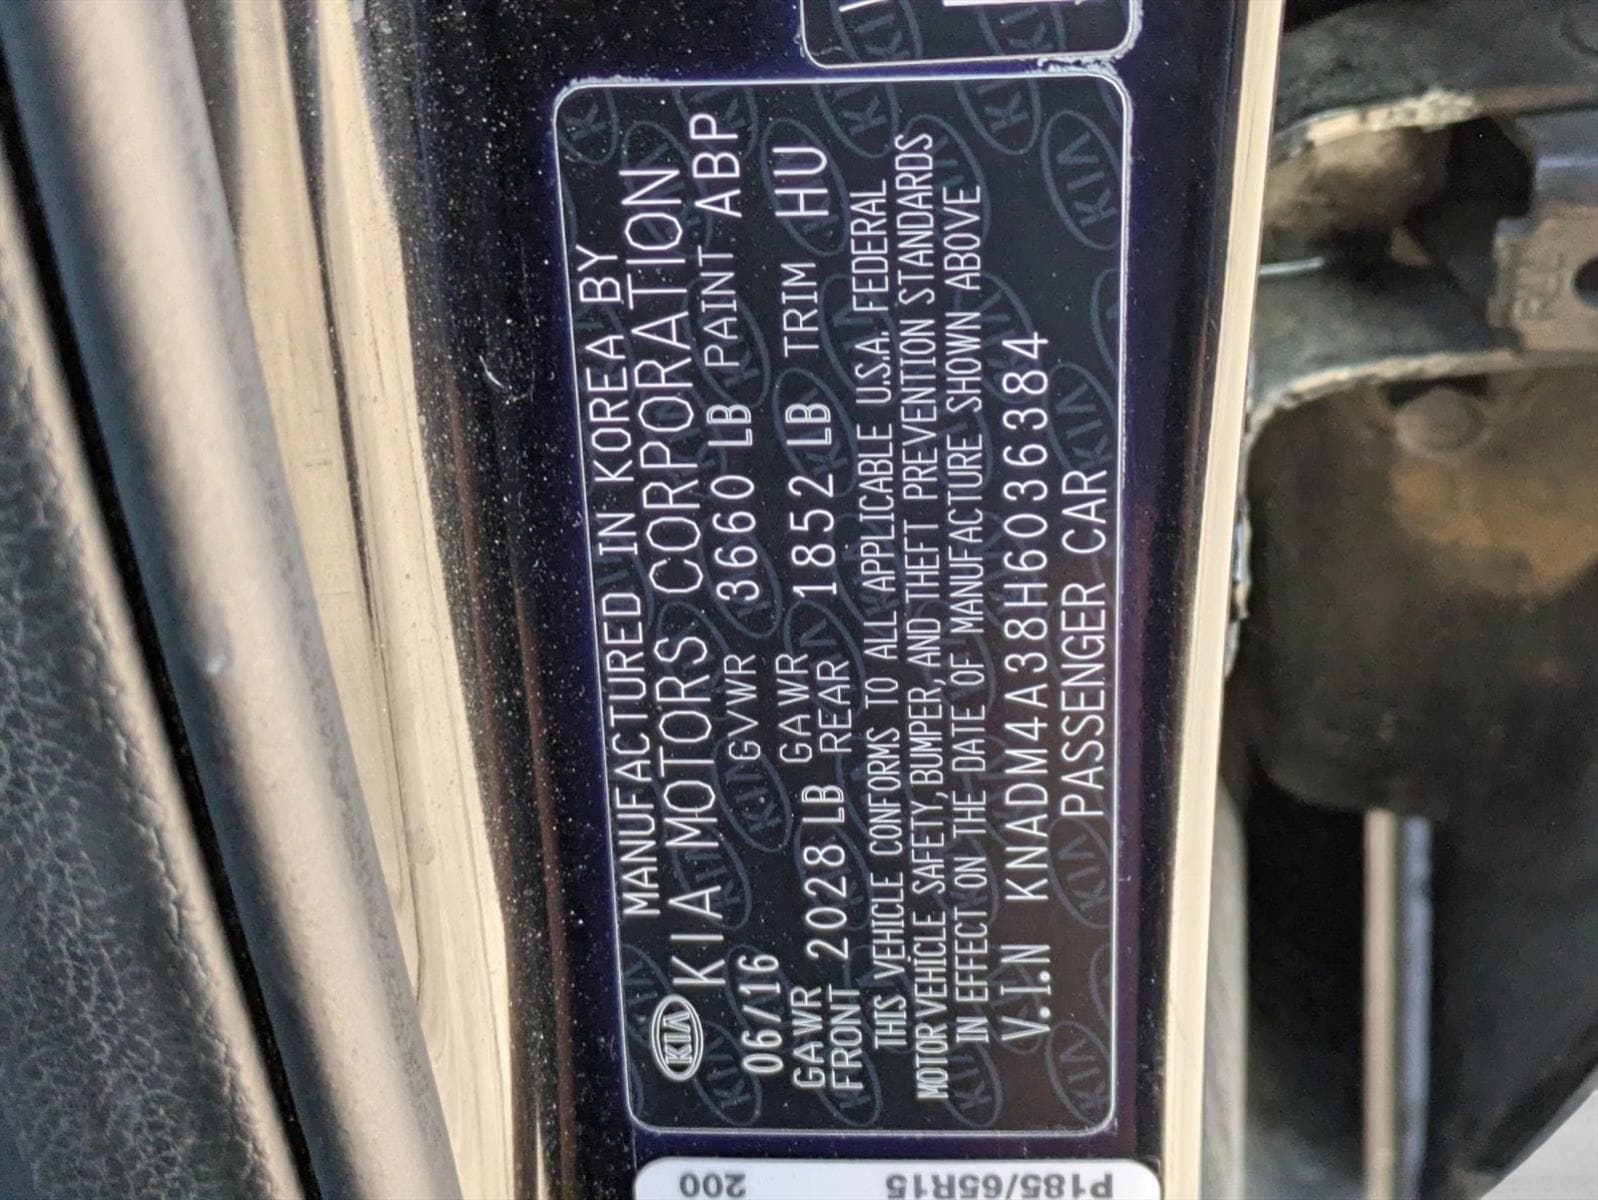 MANUFACTURED IN KOREA BY
KIA KIA MOTORS CORPORATION
06/16 GVWR 3660 LB PAINT ABP
GAWR FRONT 2028 LB GAWR REAR 1852 LB TRIM HU
THIS VEHICLE CONFORMS TO ALL APPLICABLE U.S.A. FEDERAL
MOTOR VEHICLE SAFETY, BUMPER, AND THEFT PREVENTION STANDARDS
IN EFFECT ON THE DATE OF MANUFACTURE SHOWN ABOVE
V.I.N KNADM4A38H6036384
PASSENGER CAR
P185/65R15
200